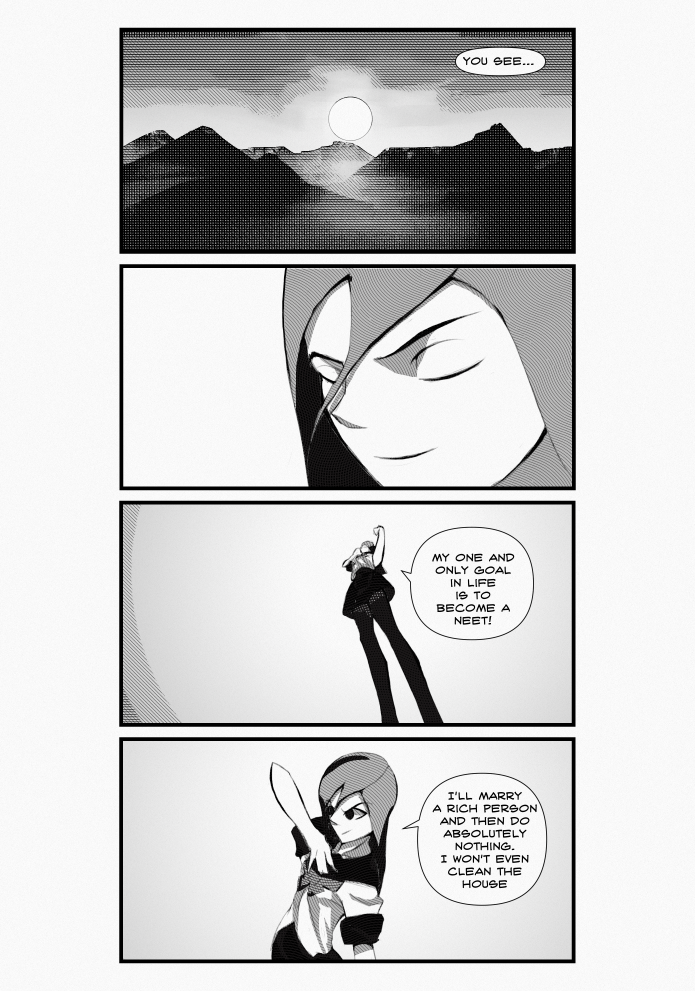 YOU SEE...
MY ONE AND
ONLY GOAL
IN LIFE
IS TO
BECOME A
NEET!
I'LL MARRY
A RICH PERSON
AND THEN DO
ABSOLUTELY
NOTHING.
I WON'T EVEN
CLEAN THE
HOUSE